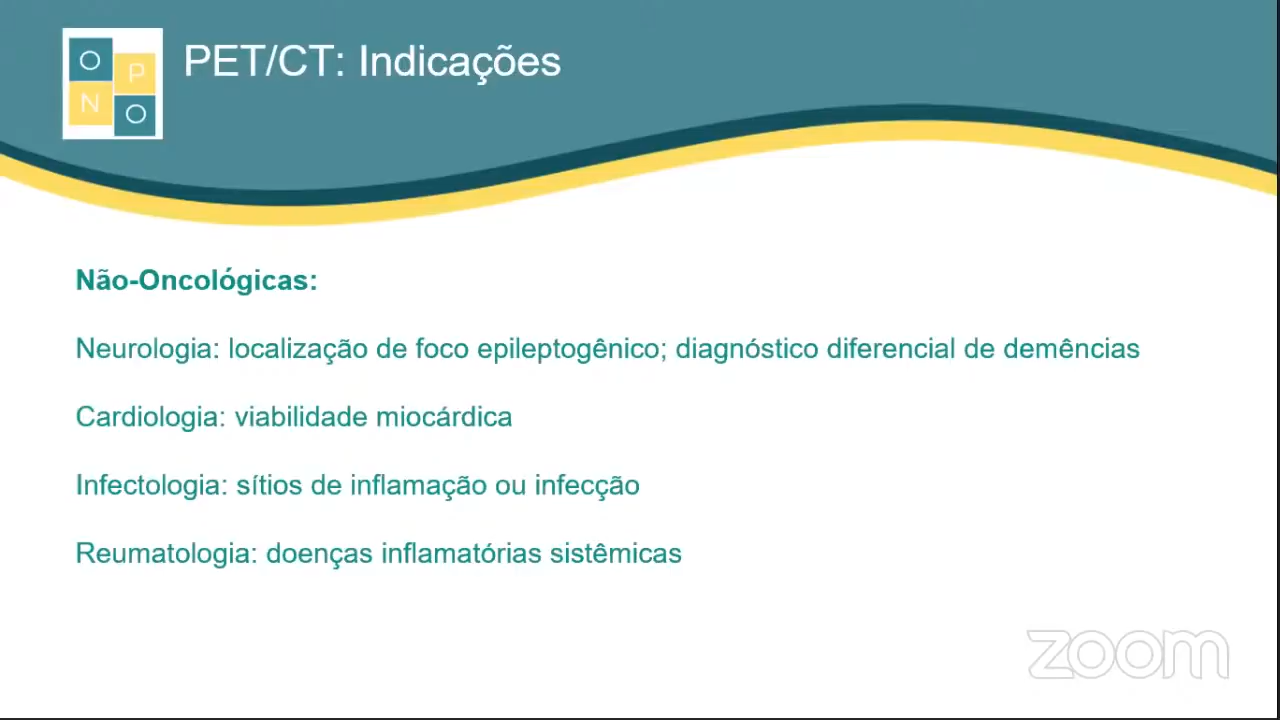 O P
N O
PET/CT: Indicações
Não-Oncológicas:
Neurologia: localização de foco epileptogênico; diagnóstico diferencial de demências
Cardiologia: viabilidade miocárdica
Infectologia: sítios de inflamação ou infecção
Reumatologia: doenças inflamatórias sistêmicas
zoom